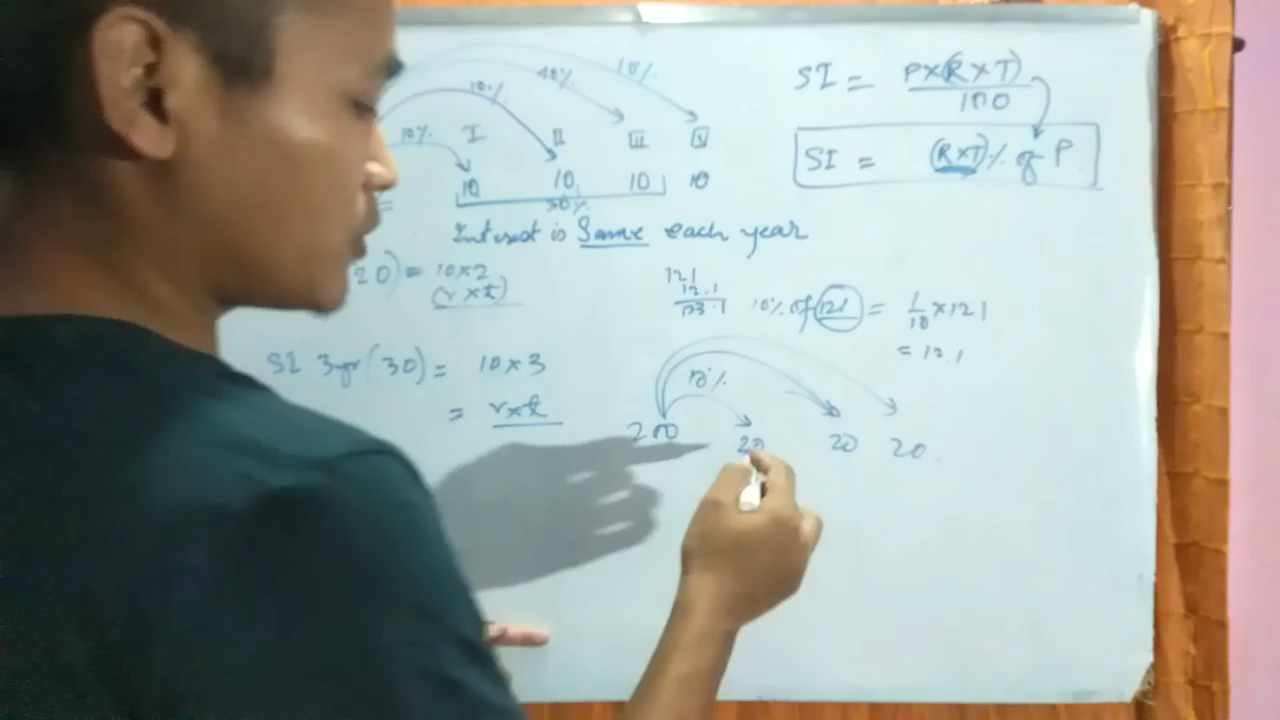 10% 10% 10% 10%
I II III IV
10 10 10 10
30%
Interest is Same each year
20) = 10×2
(r×t)
SI 3yr (30) = 10×3
= r×t
SI = P×(R×T)
100
SI = (R×T)% of P
121
12.1
133.1
10% of 121 = 1/10 ×121
= 12.1
10%
200 20 20 20.